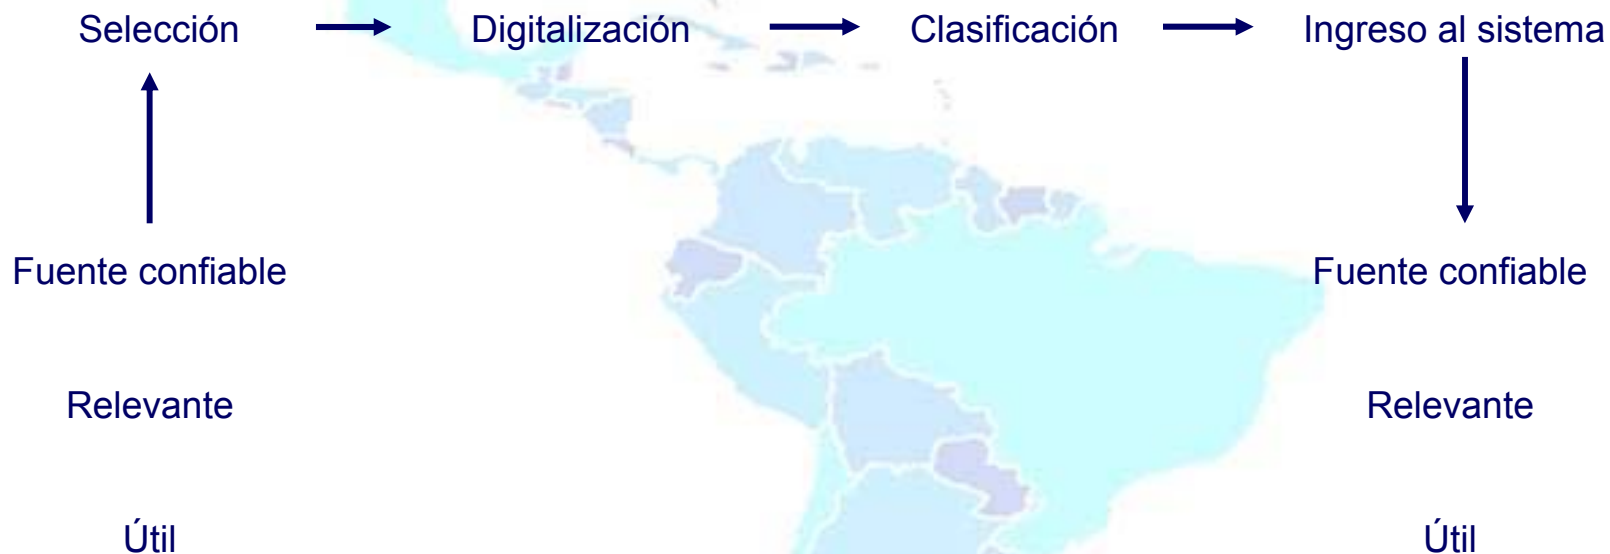 Selección
Digitalización
Clasificación
Ingreso al sistema
Fuente confiable
Fuente confiable
Relevante
Relevante
Útil
Útil